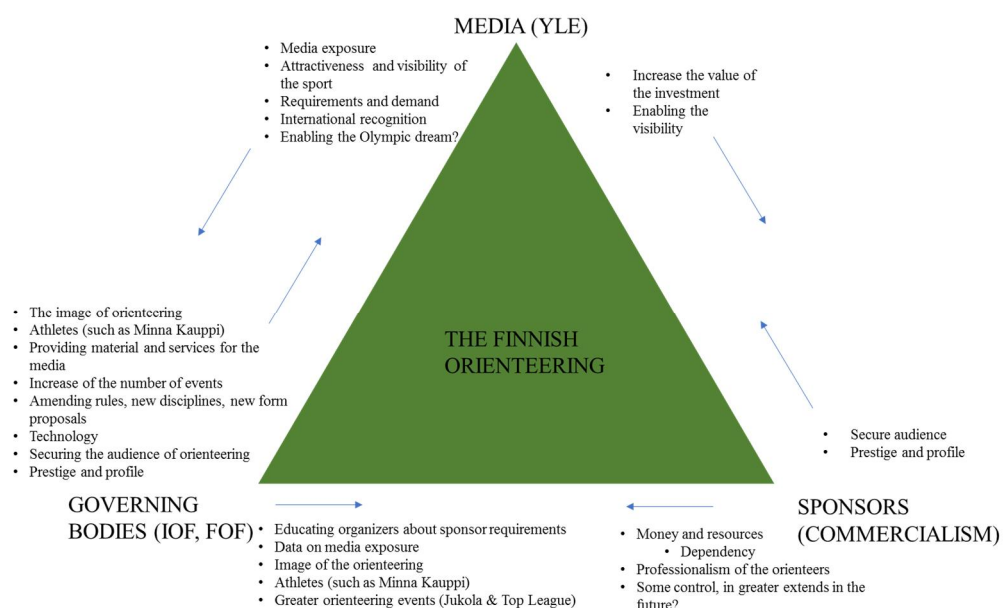 MEDIA (YLE)
• Media exposure
• Attractiveness and visibility of
the sport
• Requirements and demand
• International recognition
• Enabling the Olympic dream?
• Increase the value of
the investment
• Enabling the
visibility
• The image of orienteering
• Athletes (such as Minna Kauppi)
• Providing material and services for the
media
• Increase of the number of events
• Amending rules, new disciplines, new form
proposals
• Technology
• Securing the audience of orienteering
• Prestige and profile
THE FINNISH
ORIENTEERING
• Secure audience
• Prestige and profile
GOVERNING
BODIES (IOF, FOF)
• Educating organizers about sponsor requirements
• Data on media exposure
• Image of the orienteering
• Athletes (such as Minna Kauppi)
• Greater orienteering events (Jukola & Top League)
• Money and resources
• Dependency
• Professionalism of the orienteers
• Some control, in greater extends in the
future?
SPONSORS
(COMMERCIALISM)